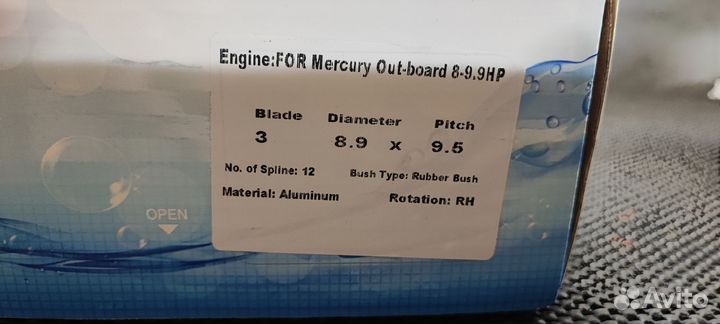 Engine:FOR Mercury Out-board 8-9.9HP
Blade Diameter Pitch
3 8.9 x 9.5
No. of Spline: 12 Bush Type: Rubber Bush
Material: Aluminum Rotation: RH
OPEN
Avito